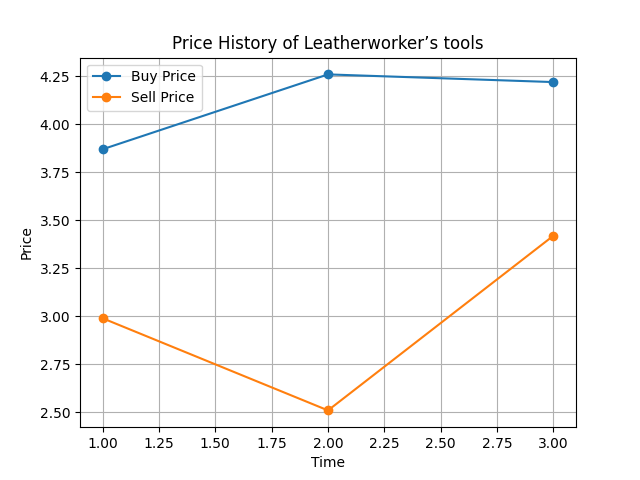 Price History of Leatherworker’s tools
Buy Price
Sell Price
4.25
4.00
3.75
3.50
3.25
3.00
2.75
2.50
Price
1.00 1.25 1.50 1.75 2.00 2.25 2.50 2.75 3.00
Time